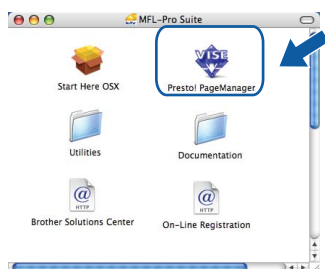 MFL-Pro Suite
VISE
Start Here OSX
Presto! PageManager
Utilities
Documentation
@
HTTP
@
HTTP
Brother Solutions Center
On-Line Registration